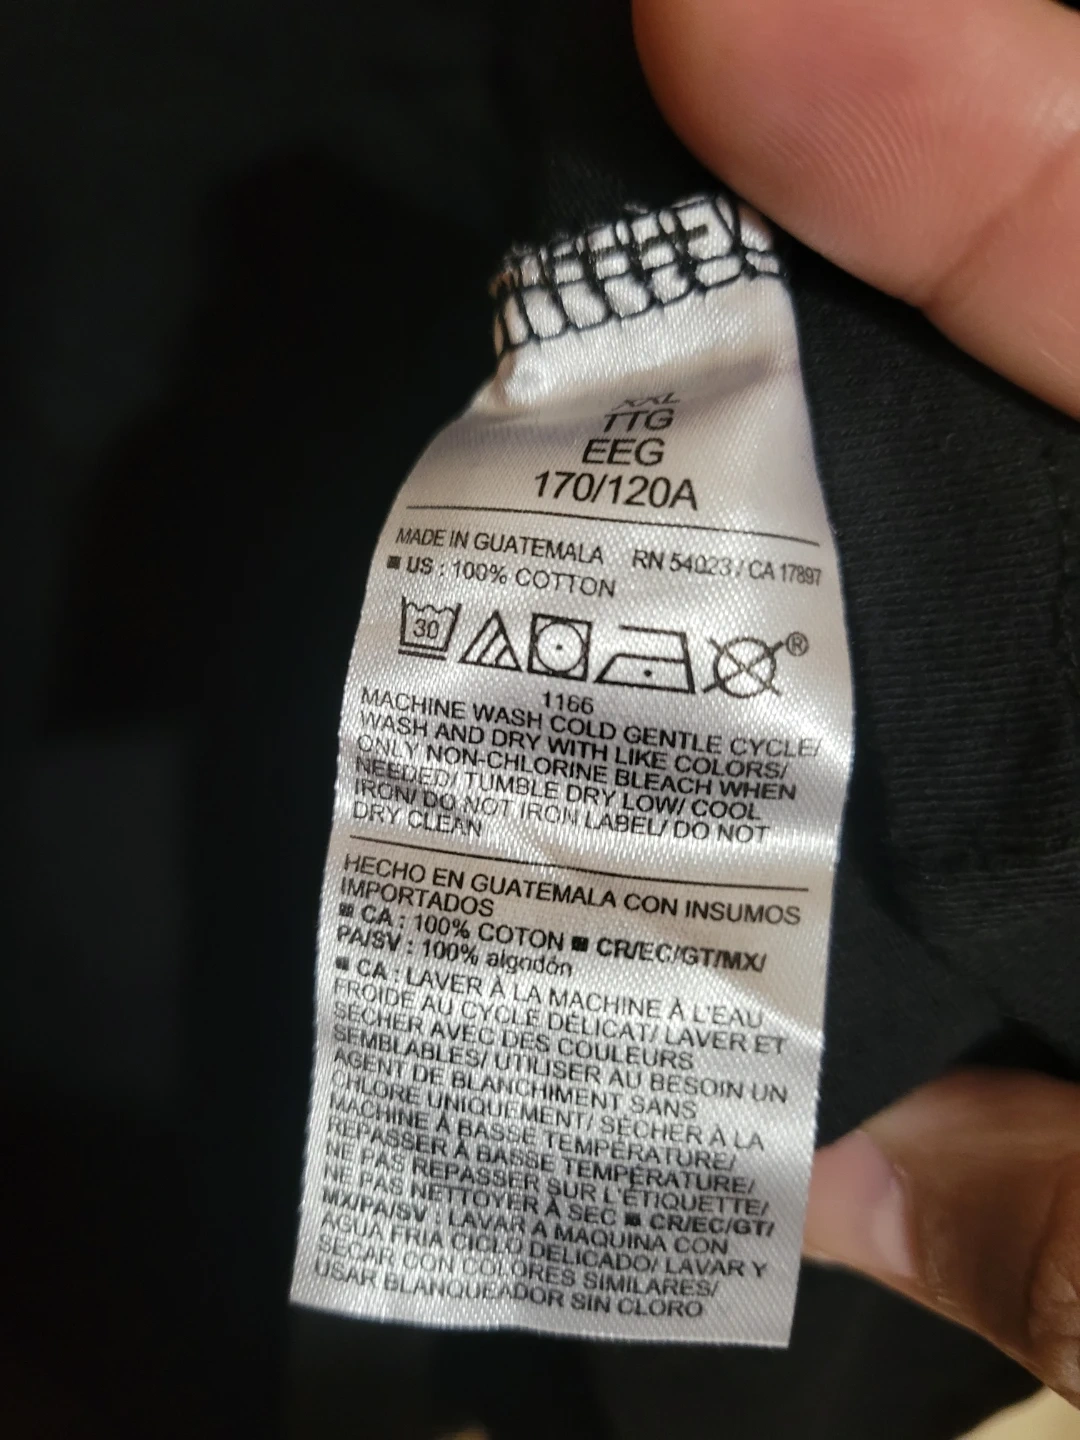 XXL
TTG
EEG
170/120A
MADE IN GUATEMALA RN 54023 / CA 17897
■ US : 100% COTTON
30 ®
1166
MACHINE WASH COLD GENTLE CYCLE/
WASH AND DRY WITH LIKE COLORS/
ONLY NON-CHLORINE BLEACH WHEN
NEEDED/ TUMBLE DRY LOW/ COOL
IRON/ DO NOT IRON LABEL/ DO NOT
DRY CLEAN
HECHO EN GUATEMALA CON INSUMOS
IMPORTADOS
■ CA : 100% COTON ■ CR/EC/GT/MX/
PA/SV : 100% algodón
■ CA : LAVER À LA MACHINE À L'EAU
FROIDE AU CYCLE DÉLICAT/ LAVER ET
SÉCHER AVEC DES COULEURS
SEMBLABLES/ UTILISER AU BESOIN UN
AGENT DE BLANCHIMENT SANS
CHLORE UNIQUEMENT/ SÉCHER À LA
MACHINE À BASSE TEMPÉRATURE/
REPASSER À BASSE TEMPÉRATURE/
NE PAS REPASSER SUR L'ÉTIQUETTE/
NE PAS NETTOYER À SEC ■ CR/EC/GT/
MX/PA/SV : LAVAR A MAQUINA CON
AGUA FRIA CICLO DELICADO/ LAVAR Y
SECAR CON COLORES SIMILARES/
USAR BLANQUEADOR SIN CLORO